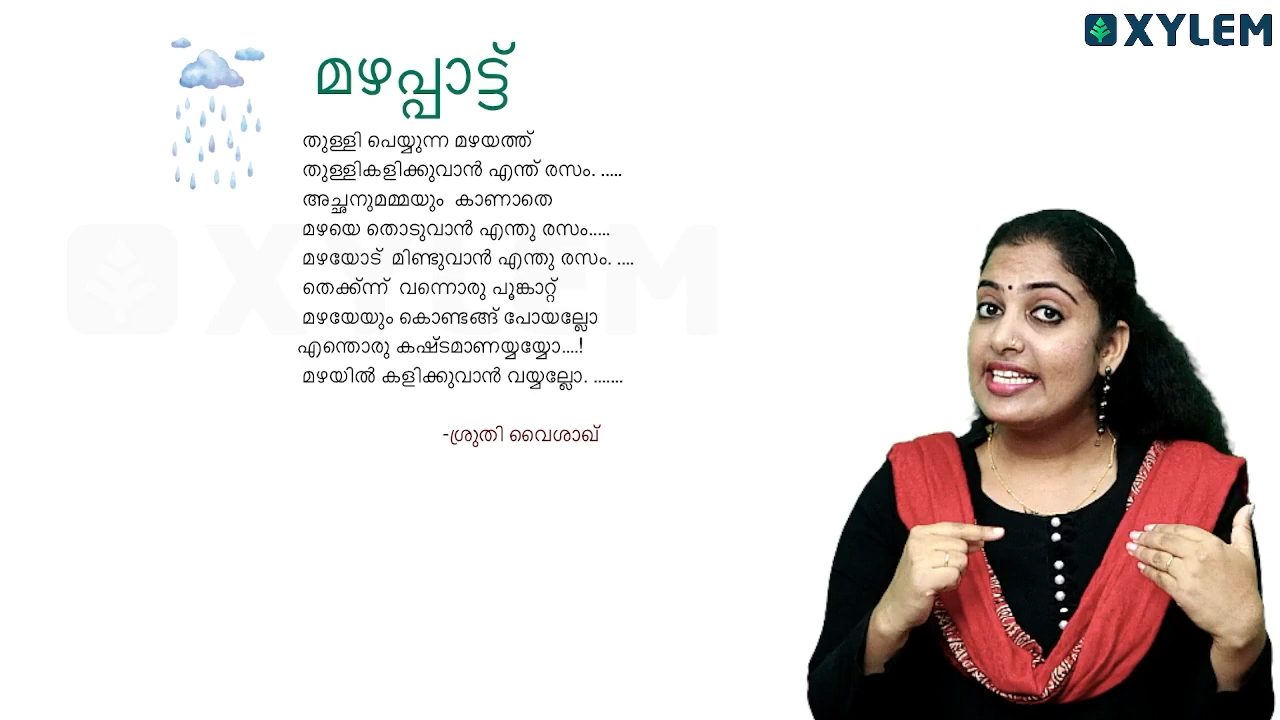 XYLEM
മഴപ്പാട്ട്
തുള്ളി പെയ്യുന്ന മഴയത്ത്
തുള്ളികളിക്കുവാൻ എന്ത് രസം. .....
അച്ഛനുമമ്മയും കാണാതെ
മഴയെ തൊടുവാൻ എന്തു രസം.....
മഴയോട് മിണ്ടുവാൻ എന്തു രസം. ....
തെക്ക്ന്ന് വന്നൊരു പൂങ്കാറ്റ്
മഴയേയും കൊണ്ടങ്ങ് പോയല്ലോ
എന്തൊരു കഷ്ടമാണയ്യയ്യോ....!
മഴയിൽ കളിക്കുവാൻ വയ്യല്ലോ. .......
-ശ്രുതി വൈശാഖ്
XYLEM